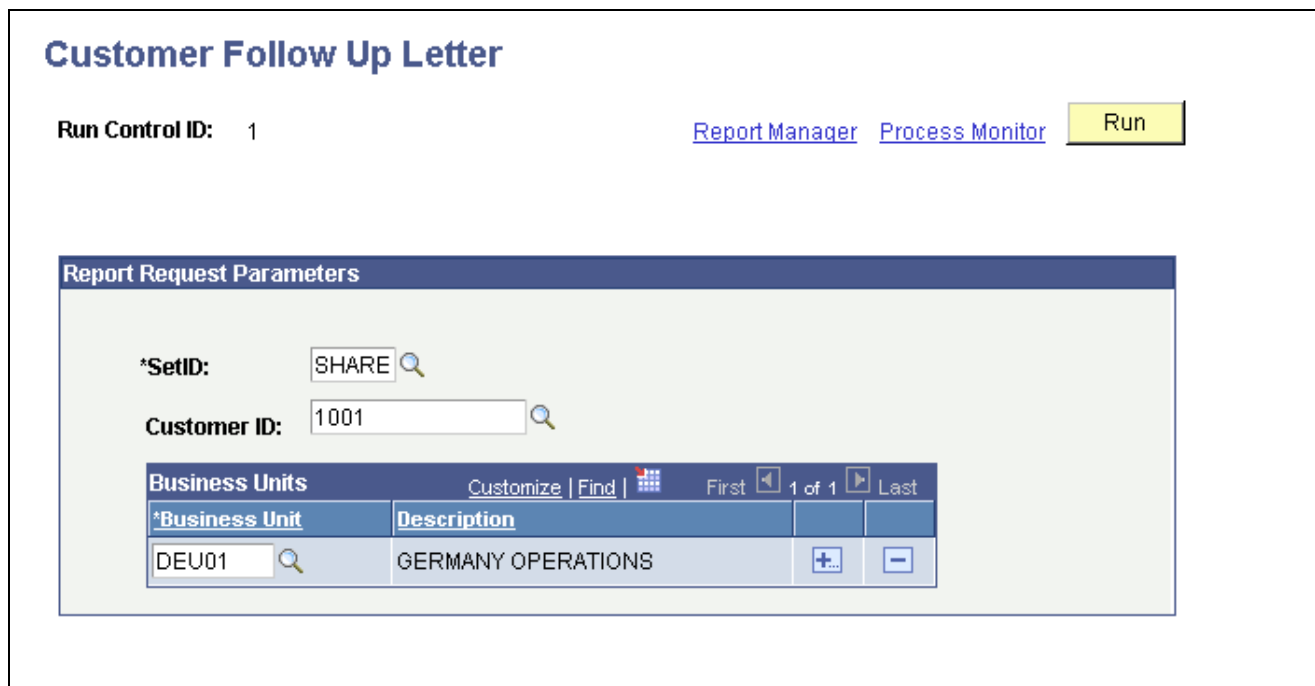 Customer Follow Up Letter
Run Control ID: 1 Report Manager Process Monitor Run
Report Request Parameters
*SetID: SHARE
Customer ID: 1001
Business Units Customize | Find | First 1 of 1 Last
*Business Unit Description
DEU01 GERMANY OPERATIONS